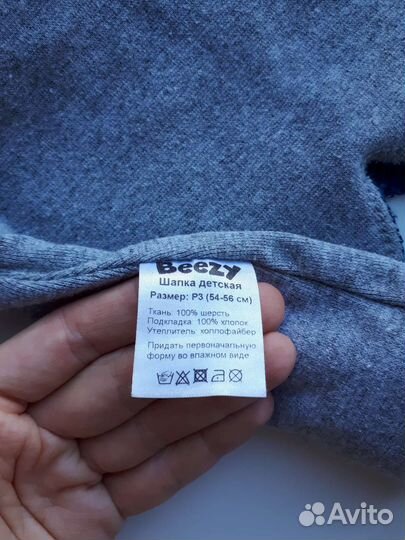 Beezy
Шапка детская
Размер: Р3 (54-56 см)
Ткань: 100% шерсть
Подкладка: 100% хлопок
Утеплитель: холлофайбер
Придать первоначальную
форму во влажном виде
Avito